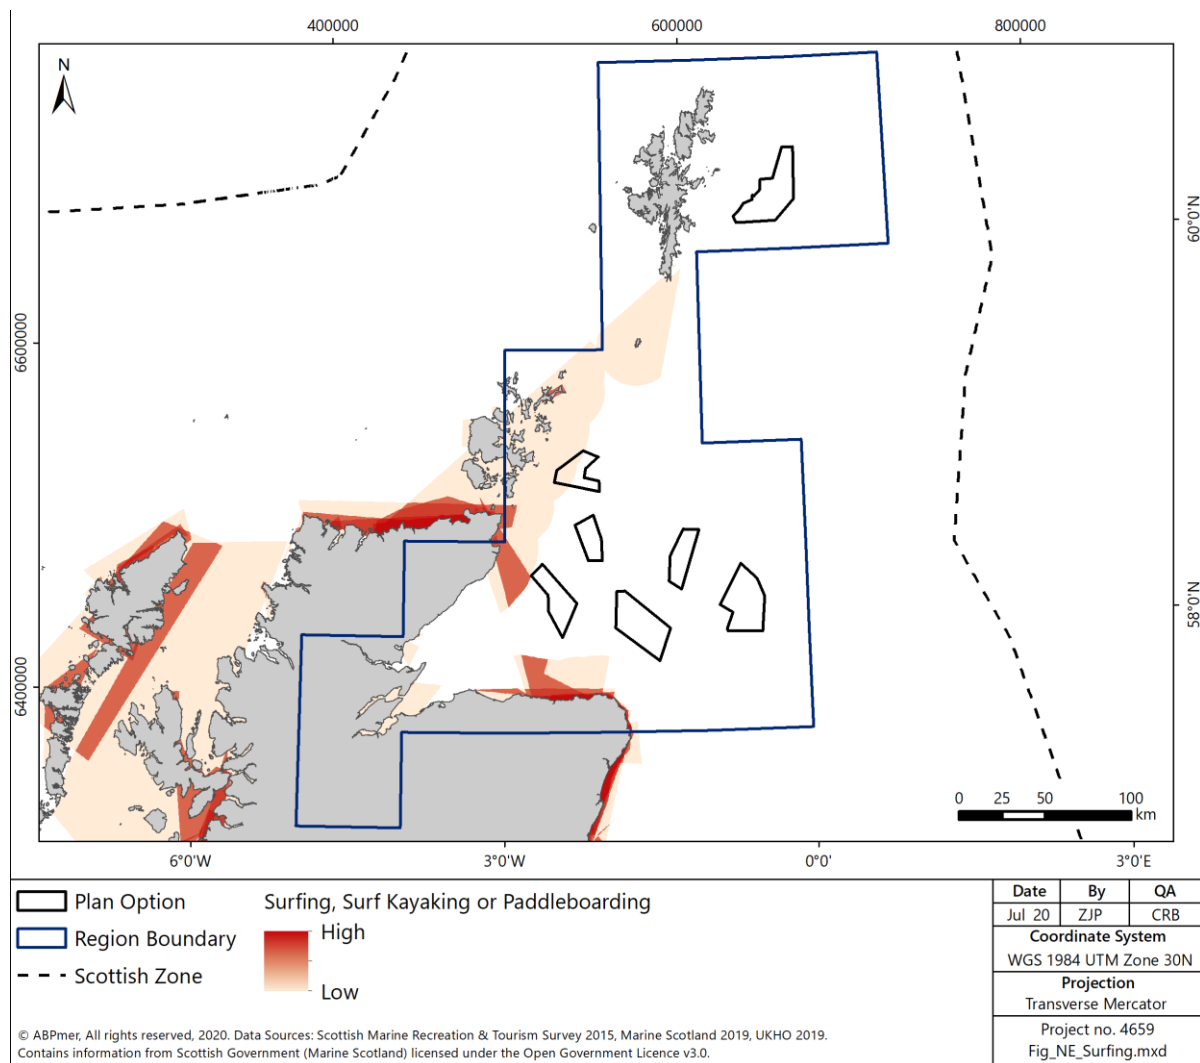 400000 600000 800000
N
60°0'N
6600000
58°0'N
6400000
0 25 50 100
km
6°0'W 3°0'W 0°0' 3°0'E
Plan Option
Region Boundary
Scottish Zone
Surfing, Surf Kayaking or Paddleboarding
High
Low
Date By QA
Jul 20 ZJP CRB
Coordinate System
WGS 1984 UTM Zone 30N
Projection
Transverse Mercator
Project no. 4659
Fig_NE_Surfing.mxd
© ABPmer, All rights reserved, 2020. Data Sources: Scottish Marine Recreation & Tourism Survey 2015, Marine Scotland 2019, UKHO 2019.
Contains information from Scottish Government (Marine Scotland) licensed under the Open Government Licence v3.0.